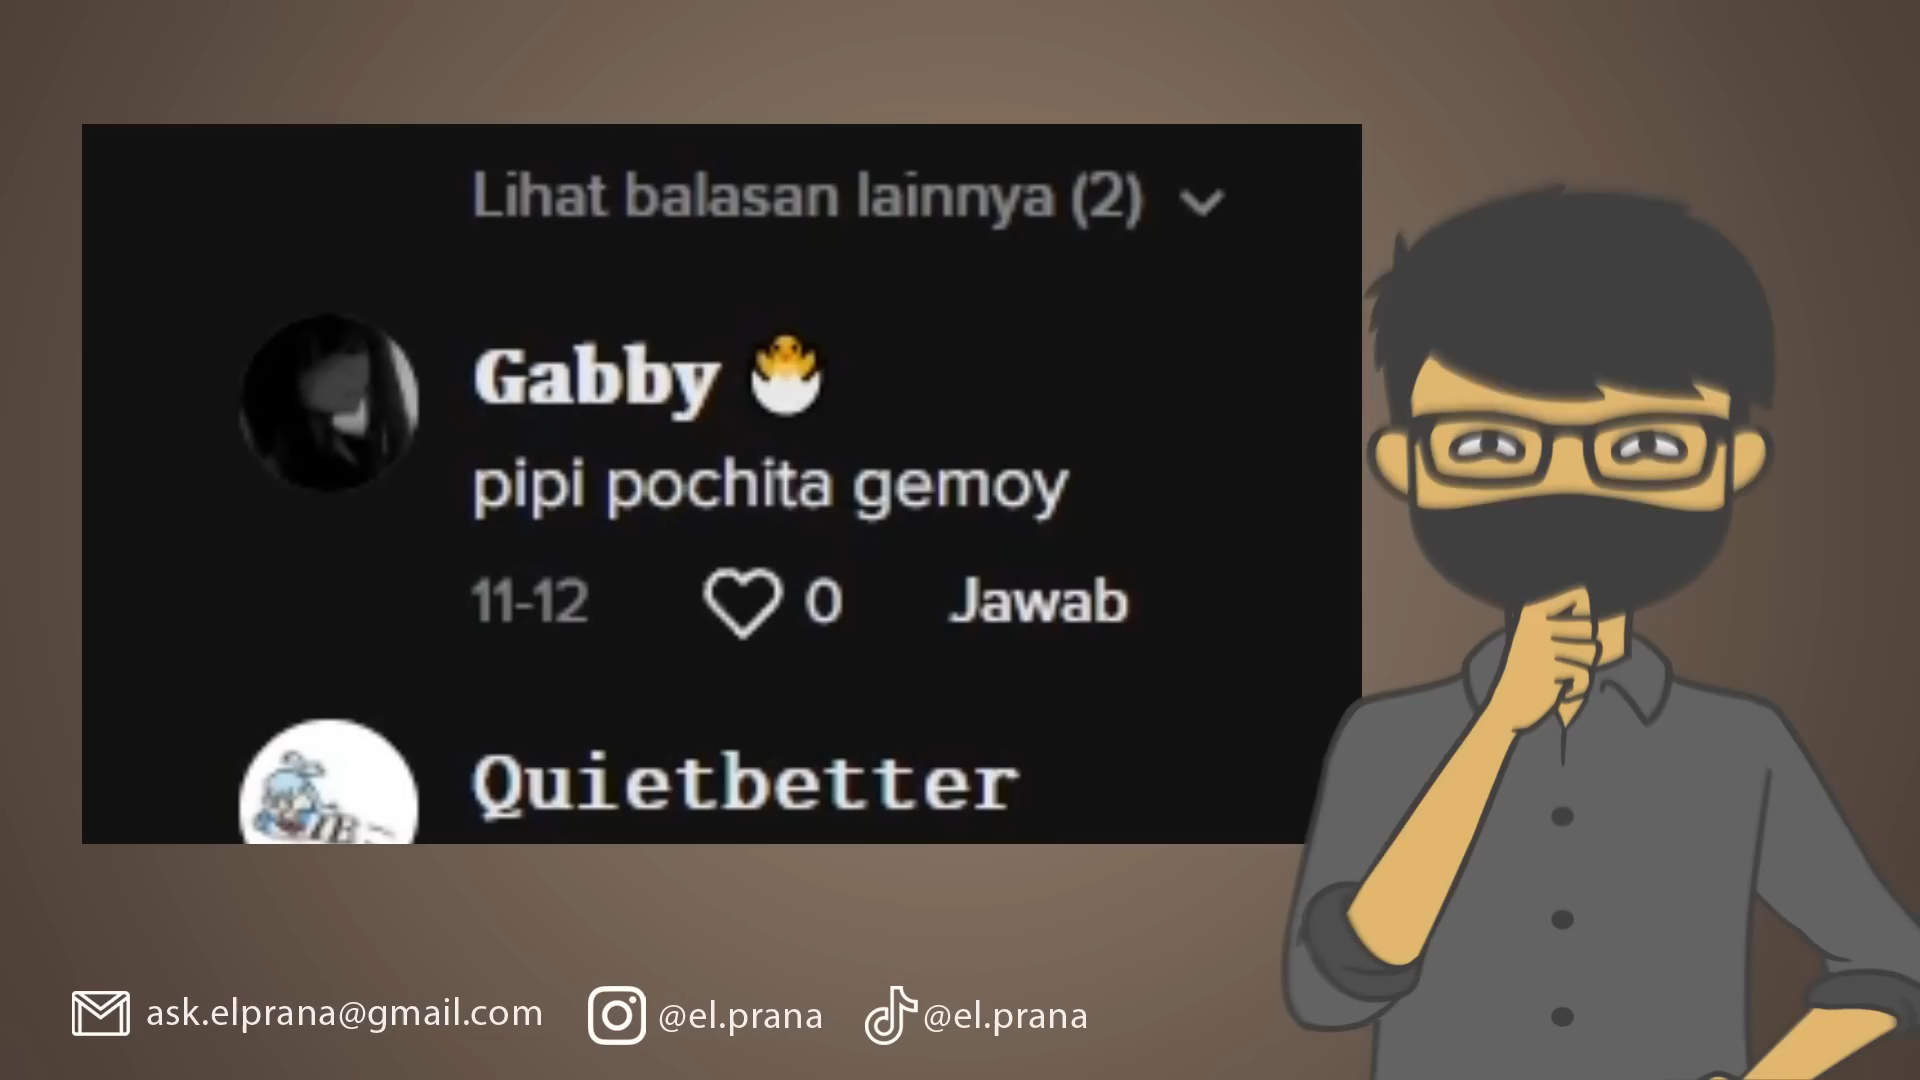 Lihat balasan lainnya (2)
Gabby 🐣
pipi pochita gemoy
11-12 0 Jawab
Quietbetter
ask.elprana@gmail.com @el.prana @el.prana